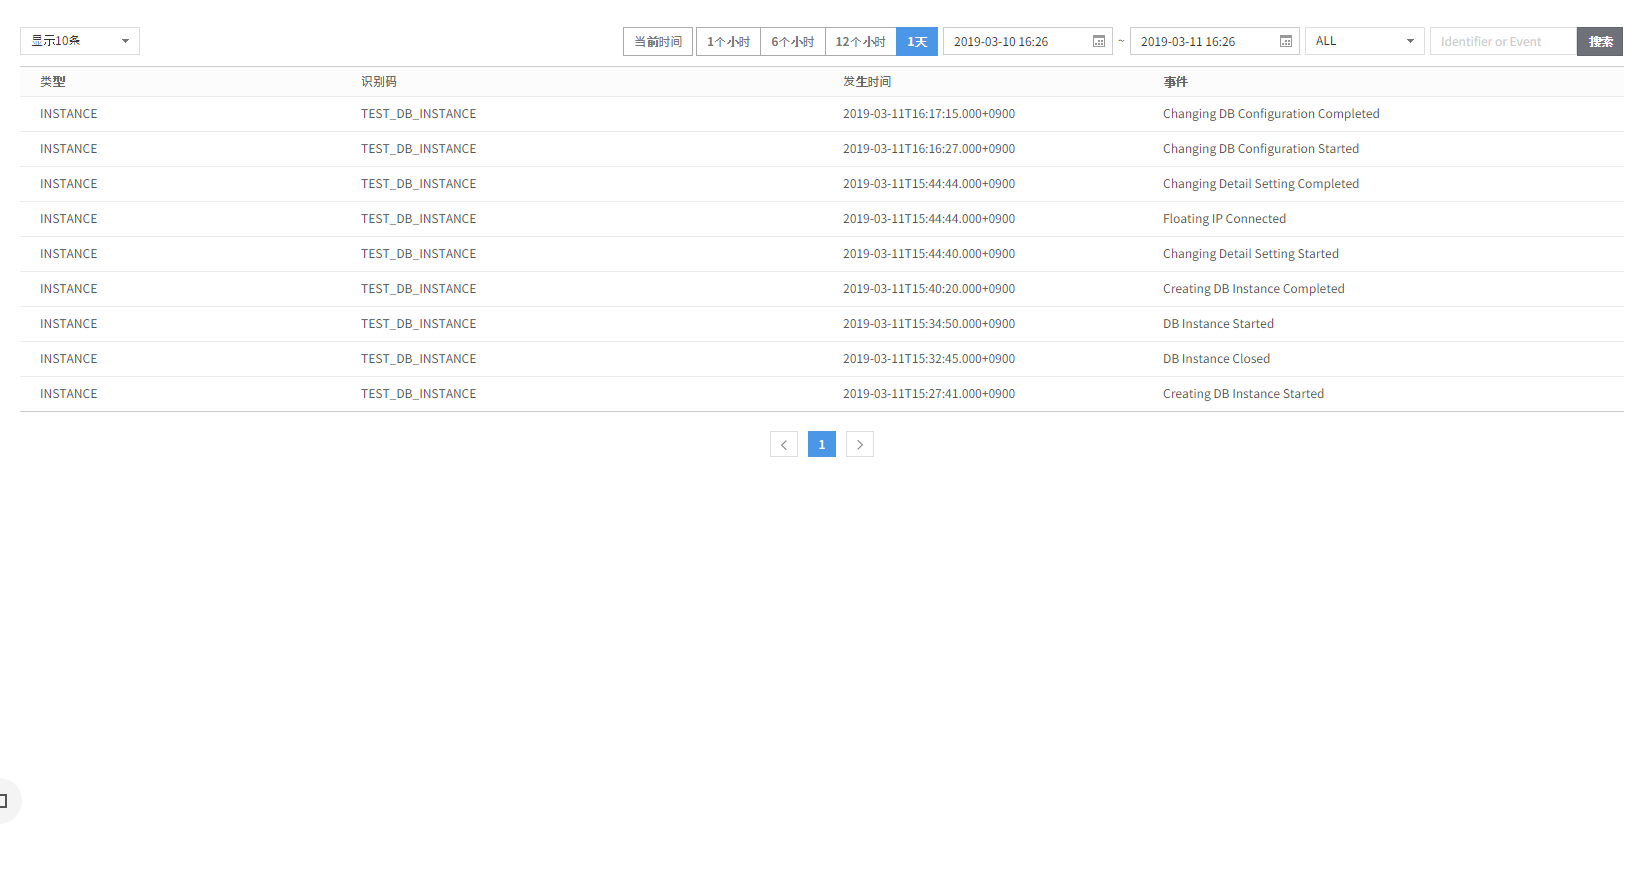 显示10条 当前时间 1个小时 6个小时 12个小时 1天 2019-03-10 16:26 ~ 2019-03-11 16:26 ALL Identifier or Event 搜索
类型 识别码 发生时间 事件
INSTANCE TEST_DB_INSTANCE 2019-03-11T16:17:15.000+0900 Changing DB Configuration Completed
INSTANCE TEST_DB_INSTANCE 2019-03-11T16:16:27.000+0900 Changing DB Configuration Started
INSTANCE TEST_DB_INSTANCE 2019-03-11T15:44:44.000+0900 Changing Detail Setting Completed
INSTANCE TEST_DB_INSTANCE 2019-03-11T15:44:44.000+0900 Floating IP Connected
INSTANCE TEST_DB_INSTANCE 2019-03-11T15:44:40.000+0900 Changing Detail Setting Started
INSTANCE TEST_DB_INSTANCE 2019-03-11T15:40:20.000+0900 Creating DB Instance Completed
INSTANCE TEST_DB_INSTANCE 2019-03-11T15:34:50.000+0900 DB Instance Started
INSTANCE TEST_DB_INSTANCE 2019-03-11T15:32:45.000+0900 DB Instance Closed
INSTANCE TEST_DB_INSTANCE 2019-03-11T15:27:41.000+0900 Creating DB Instance Started
1